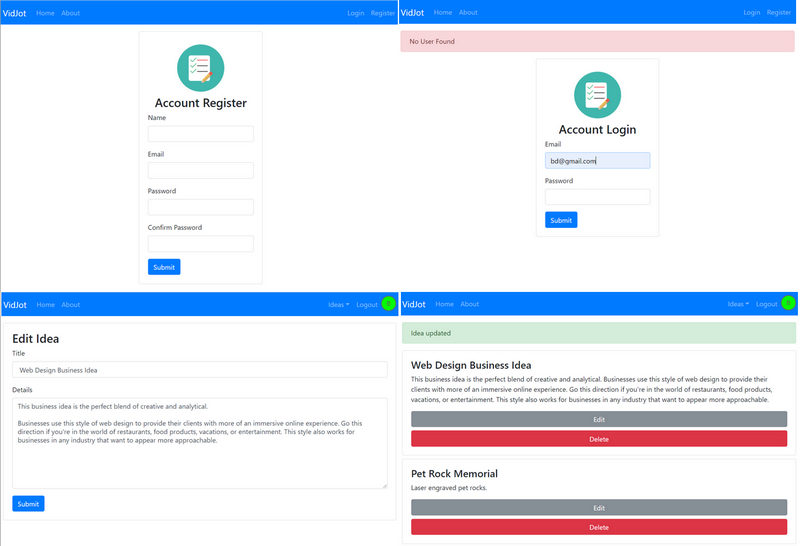 VidJot Home About Login Register
Account Register
Name
Email
Password
Confirm Password
Submit
VidJot Home About Login Register
No User Found
Account Login
Email
bd@gmail.com
Password
Submit
VidJot Home About Ideas Logout
Edit Idea
Title
Web Design Business Idea
Details
This business idea is the perfect blend of creative and analytical.
Businesses use this style of web design to provide their clients with more of an immersive online experience. Go this
direction if you're in the world of restaurants, food products, vacations, or entertainment. This style also works for
businesses in any industry that want to appear more approachable.
Submit
VidJot Home About Ideas Logout
Idea updated
Web Design Business Idea
This business idea is the perfect blend of creative and analytical. Businesses use this style of web design to provide their
clients with more of an immersive online experience. Go this direction if you're in the world of restaurants, food products,
vacations, or entertainment. This style also works for businesses in any industry that want to appear more approachable.
Edit
Delete
Pet Rock Memorial
Laser engraved pet rocks.
Edit
Delete